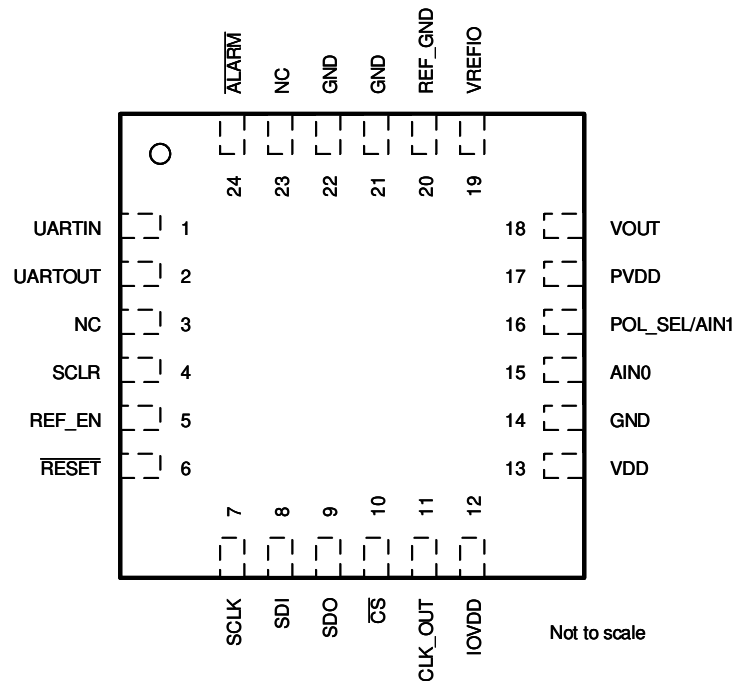 ALARM
NC
GND
GND
REF_GND
VREFIO
24
23
22
21
20
19
UARTIN 1
18 VOUT
UARTOUT 2
17 PVDD
NC 3
16 POL_SEL/AIN1
SCLR 4
15 AIN0
REF_EN 5
14 GND
RESET 6
13 VDD
7
8
9
10
11
12
SCLK
SDI
SDO
CS
CLK_OUT
IOVDD
Not to scale